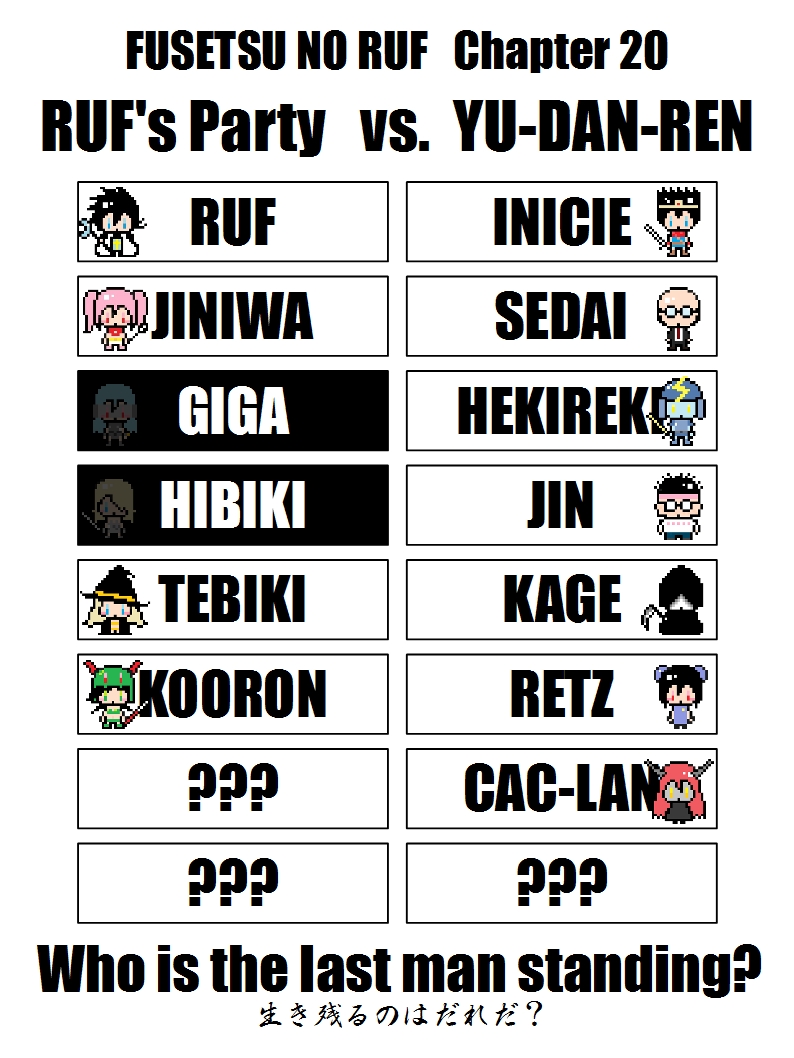 FUSETSU NO RUF Chapter 20
RUF's Party vs. YU-DAN-REN
RUF INICIE
JINIWA SEDAI
GIGA HEKIREKI
HIBIKI JIN
TEBIKI KAGE
KOORON RETZ
??? CAC-LAN
??? ???
Who is the last man standing?
生き残るのはだれだ？